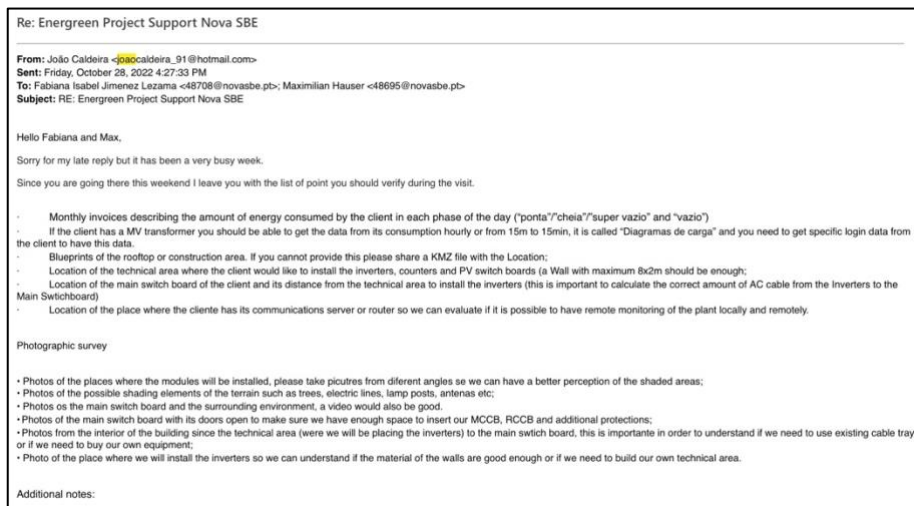 Re: Energreen Project Support Nova SBE
From: João Caldeira <joaocaldeira_91@hotmail.com>
Sent: Friday, October 28, 2022 4:27:33 PM
To: Fabiana Isabel Jimenez Lezama <48708@novasbe.pt>; Maximilian Hauser <48695@novasbe.pt>
Subject: RE: Energreen Project Support Nova SBE
Hello Fabiana and Max,
Sorry for my late reply but it has been a very busy week.
Since you are going there this weekend I leave you with the list of point you should verify during the visit.
· Monthly invoices describing the amount of energy consumed by the client in each phase of the day ("ponta"/"cheia"/"super vazio" and "vazio")
· If the client has a MV transformer you should be able to get the data from its consumption hourly or from 15m to 15min, it is called "Diagramas de carga" and you need to get specific login data from
the client to have this data.
· Blueprints of the rooftop or construction area. If you cannot provide this please share a KMZ file with the Location;
· Location of the technical area where the client would like to install the inverters, counters and PV switch boards (a Wall with maximum 8x2m should be enough;
· Location of the main switch board of the client and its distance from the technical area to install the inverters (this is important to calculate the correct amount of AC cable from the Inverters to the
Main Swtichboard)
· Location of the place where the cliente has its communications server or router so we can evaluate if it is possible to have remote monitoring of the plant locally and remotely.
Photographic survey
• Photos of the places where the modules will be installed, please take picutres from diferent angles se we can have a better perception of the shaded areas;
• Photos of the possible shading elements of the terrain such as trees, electric lines, lamp posts, antenas etc;
• Photos os the main switch board and the surrounding environment, a video would also be good.
• Photos of the main switch board with its doors open to make sure we have enough space to insert our MCCB, RCCB and additional protections;
• Photos from the interior of the building since the technical area (were we will be placing the inverters) to the main swtich board, this is importante in order to understand if we need to use existing cable tray
or if we need to buy our own equipment;
• Photo of the place where we will install the inverters so we can understand if the material of the walls are good enough or if we need to build our own technical area.
Additional notes: